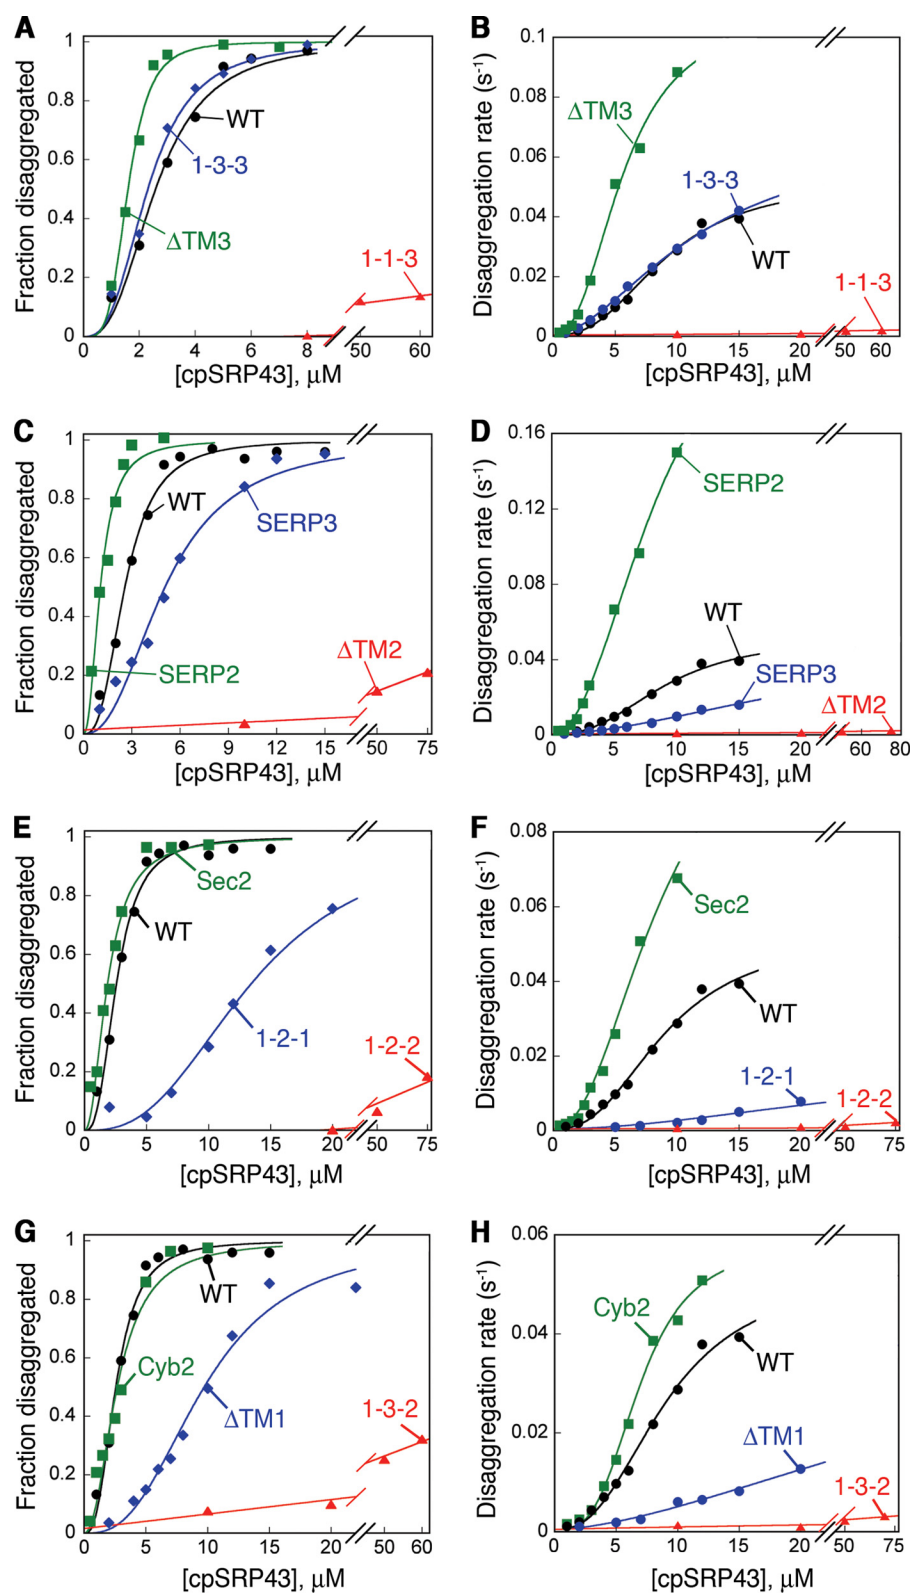 A
Fraction disaggregated
1
0.8
0.6
0.4
0.2
0
WT
1-3-3
ΔTM3
1-1-3
0 2 4 6 8 50 60
[cpSRP43], μM
B
Disaggregation rate (s-1)
0.1
0.08
0.06
0.04
0.02
0
ΔTM3
1-3-3
WT
1-1-3
0 5 10 15 20 50 60
[cpSRP43], μM
C
Fraction disaggregated
1
0.8
0.6
0.4
0.2
0
WT
SERP3
SERP2
ΔTM2
0 3 6 9 12 15 50 75
[cpSRP43], μM
D
Disaggregation rate (s-1)
0.16
0.12
0.08
0.04
0
SERP2
WT
SERP3
ΔTM2
0 5 10 15 20 60 80
[cpSRP43], μM
E
Fraction disaggregated
1
0.8
0.6
0.4
0.2
0
Sec2
WT
1-2-1
1-2-2
0 5 10 15 20 50 75
[cpSRP43], μM
F
Disaggregation rate (s-1)
0.08
0.06
0.04
0.02
0
Sec2
WT
1-2-1
1-2-2
0 5 10 15 20 50 75
[cpSRP43], μM
G
Fraction disaggregated
1
0.8
0.6
0.4
0.2
0
WT
Cyb2
ΔTM1
1-3-2
0 5 10 15 20 50 60
[cpSRP43], μM
H
Disaggregation rate (s-1)
0.06
0.04
0.02
0
Cyb2
WT
ΔTM1
1-3-2
0 5 10 15 20 50 75
[cpSRP43], μM